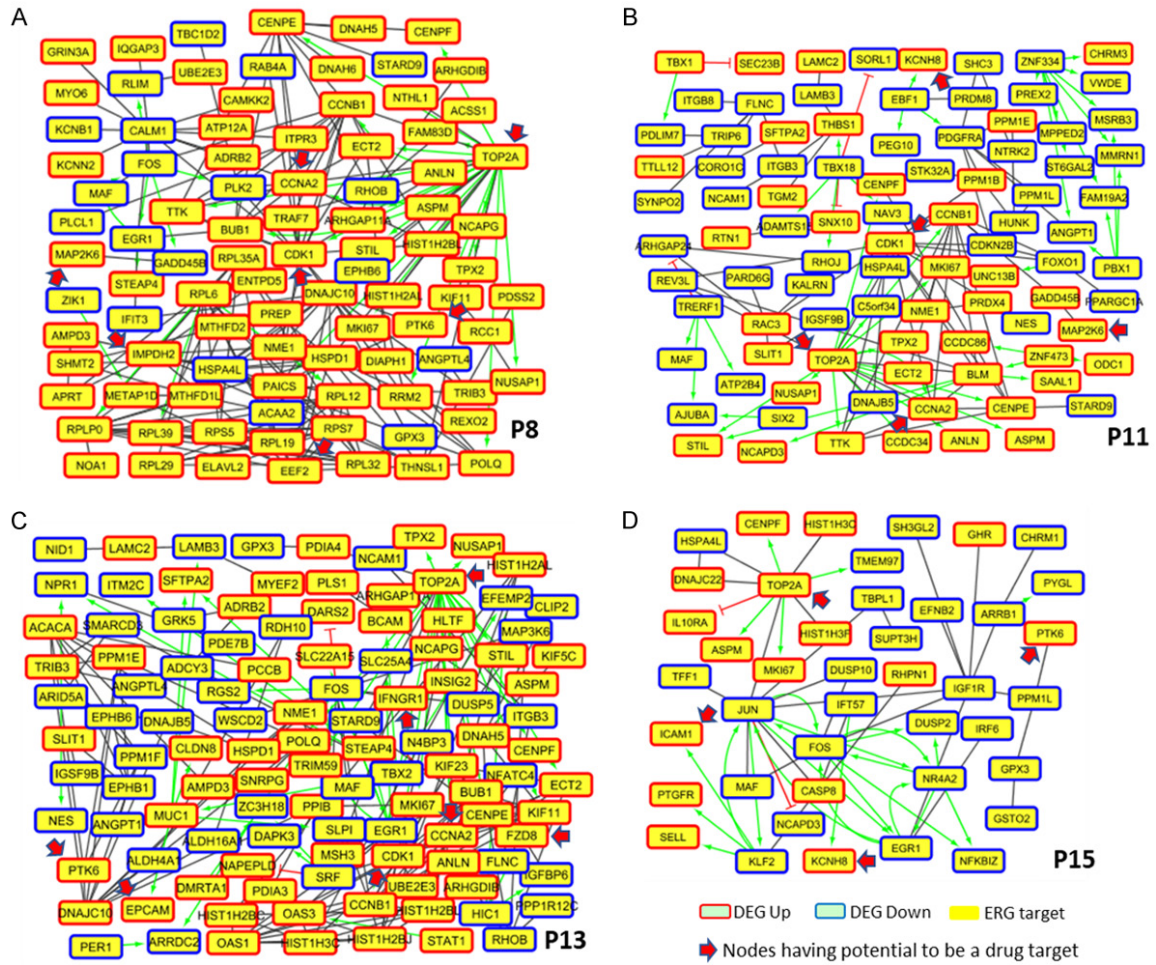 A
CENPE
DNAH5
CENPF
TBC1D2
GRIN3A
IQGAP3
UBE2E3
RAB4A
DNAH6
STARD9
ARHGDIB
RLIM
MYO6
CAMKK2
CCNB1
NTHL1
ACSS1
KCNB1
CALM1
ATP12A
ITPR3
ECT2
FAM83D
TOP2A
KCNN2
FOS
ADRB2
ANLN
MAF
PLK2
CCNA2
RHOB
ASPM
PLCL1
TTK
TRAF7
ARHGAP11A
NCAPG
EGR1
BUB1
STIL
HIST1H2BL
MAP2K6
GADD45B
RPL35A
CDK1
EPHB6
TPX2
STEAP4
ENTPD5
DNAJC10
HIST1H2AL
KIF11
PDSS2
ZIK1
RPL6
IFIT3
PREP
MKI67
PTK6
RCC1
AMPD3
MTHFD2
IMPDH2
NME1
HSPD1
DIAPH1
ANGPTL4
SHMT2
HSPA4L
NUSAP1
APRT
METAP1D
MTHFD1L
PAICS
RPL12
RRM2
TRIB3
ACAA2
REXO2
RPLP0
RPL39
RPS5
RPL19
RPS7
GPX3
P8
NOA1
RPL29
ELAVL2
EEF2
RPL32
THNSL1
POLQ
B
TBX1
SEC23B
LAMC2
SORL1
KCNH8
SHC3
ZNF334
CHRM3
ITGB8
FLNC
LAMB3
EBF1
PRDM8
PREX2
VWDE
PDLIM7
TRIP6
SFTPA2
THBS1
PDGFRA
PPM1E
MPPED2
MSRB3
TTLL12
CORO1C
ITGB3
TBX18
PEG10
NTRK2
ST6GAL2
MMRN1
STK32A
SYNPO2
NCAM1
TGM2
CENPF
PPM1B
PPM1L
FAM19A2
ADAMTS1
SNX10
NAV3
CCNB1
HUNK
ANGPT1
ARHGAP24
RTN1
CDK1
CDKN2B
REV3L
PARD6G
RHOJ
HSPA4L
MKI67
UNC13B
FOXO1
PBX1
TRERF1
KALRN
C5orf34
NME1
PRDX4
GADD45B
PPARGC1A
RAC3
IGSF9B
NES
MAP2K6
MAF
SLIT1
TOP2A
TPX2
CCDC86
ZNF473
ODC1
ATP2B4
ECT2
BLM
SAAL1
NUSAP1
DNAJB5
AJUBA
SIX2
CCNA2
CENPE
STARD9
STIL
NCAPD3
TTK
CCDC34
ANLN
ASPM
P11
C
NID1
LAMC2
LAMB3
GPX3
PDIA4
TPX2
NUSAP1
NCAM1
HIST1H2AL
NPR1
ITM2C
SFTPA2
MYEF2
PLS1
TOP2A
ARHGAP11A
EFEMP2
CLIP2
ACACA
SMARCD3
GRK5
ADRB2
DARS2
BCAM
HLTF
MAP3K6
PDE7B
RDH10
TRIB3
PPM1E
ADCY3
PCCB
SLC22A15
SLC25A4
NCAPG
STIL
KIF5C
ARID5A
ANGPTL4
RGS2
FOS
IFNGR1
INSIG2
ASPM
EPHB6
DNAJB5
WSCD2
NME1
STARD9
DUSP5
ITGB3
SLIT1
PPM1F
CLDN8
HSPD1
POLQ
STEAP4
N4BP3
DNAH5
CENPF
IGSF9B
EPHB1
AMPD3
SNRPG
TRIM59
TBX2
KIF23
NFATC4
ECT2
NES
ANGPT1
MUC1
ZC3H18
PPIB
MAF
MKI67
BUB1
CENPE
KIF11
ALDH16A1
DAPK3
SLPI
EGR1
CCNA2
FZD8
PTK6
ALDH4A1
NAPEPLD
MSH3
CDK1
ANLN
FLNC
DMRTA1
PDIA3
SRF
UBE2E3
ARHGDIB
IGFBP6
DNAJC10
EPCAM
HIST1H2BC
OAS3
CCNB1
HIST1H2BL
HIC1
PPP1R12C
PER1
ARRDC2
OAS1
HIST1H3C
HIST1H2BJ
STAT1
RHOB
P13
D
CENPF
HIST1H3C
SH3GL2
GHR
CHRM1
HSPA4L
DNAJC22
TOP2A
TMEM97
PYGL
IL10RA
TBPL1
EFNB2
ARRB1
PTK6
HIST1H3F
SUPT3H
ASPM
MKI67
DUSP10
RHPN1
TFF1
IGF1R
PPM1L
JUN
IFT57
ICAM1
FOS
DUSP2
IRF6
MAF
CASP8
NR4A2
GPX3
PTGFR
NCAPD3
GSTO2
SELL
KLF2
KCNH8
EGR1
NFKBIZ
P15
DEG Up
DEG Down
ERG target
Nodes having potential to be a drug target